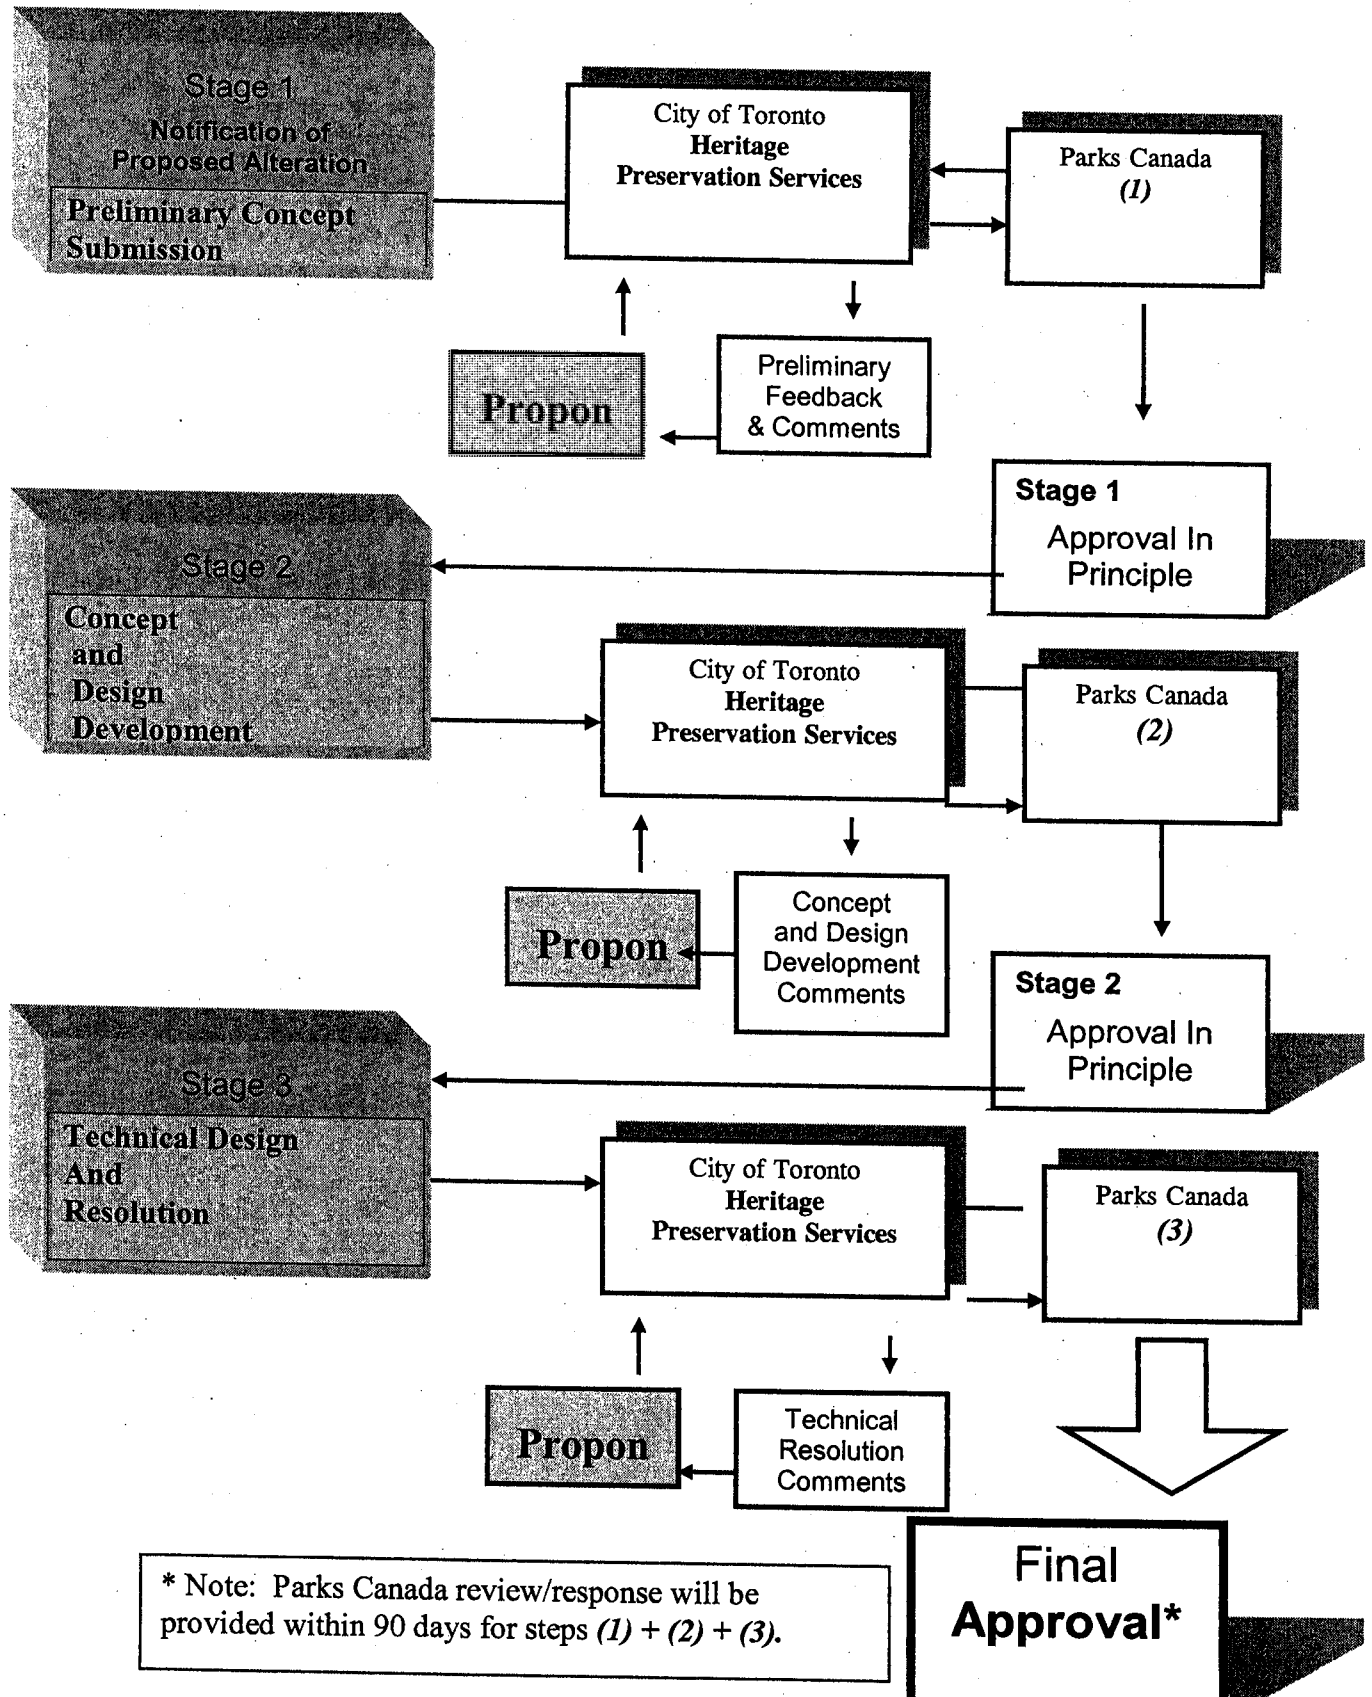 Stage 1
Notification of
Proposed Alteration
Preliminary Concept
Submission
City of Toronto
Heritage
Preservation Services
Parks Canada
(1)
Propon
Preliminary
Feedback
& Comments
Stage 1
Approval In
Principle
Stage 2
Concept
and
Design
Development
City of Toronto
Heritage
Preservation Services
Parks Canada
(2)
Propon
Concept
and Design
Development
Comments
Stage 2
Approval In
Principle
Stage 3
Technical Design
And
Resolution
City of Toronto
Heritage
Preservation Services
Parks Canada
(3)
Propon
Technical
Resolution
Comments
Final
Approval*
* Note: Parks Canada review/response will be
provided within 90 days for steps (1) + (2) + (3).